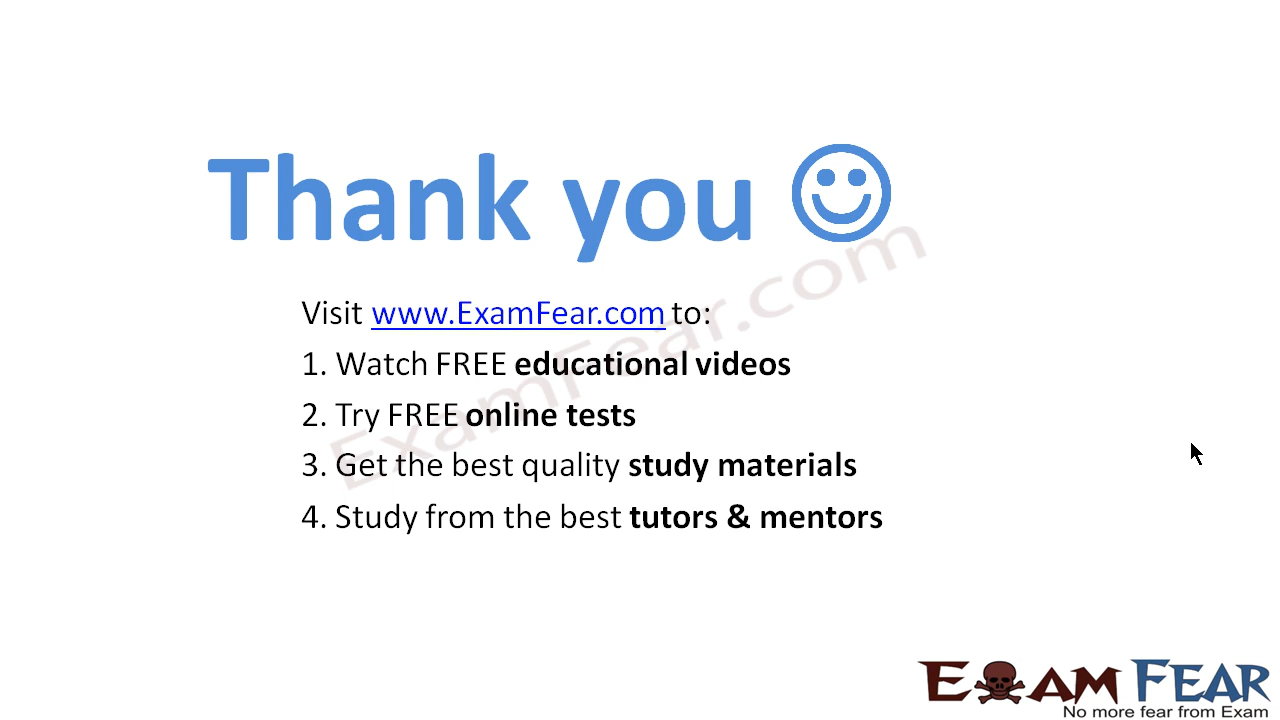 Thank you
Visit www.ExamFear.com to:
1. Watch FREE educational videos
2. Try FREE online tests
3. Get the best quality study materials
4. Study from the best tutors & mentors
ExamFear.com
EXAM FEAR
No more fear from Exam